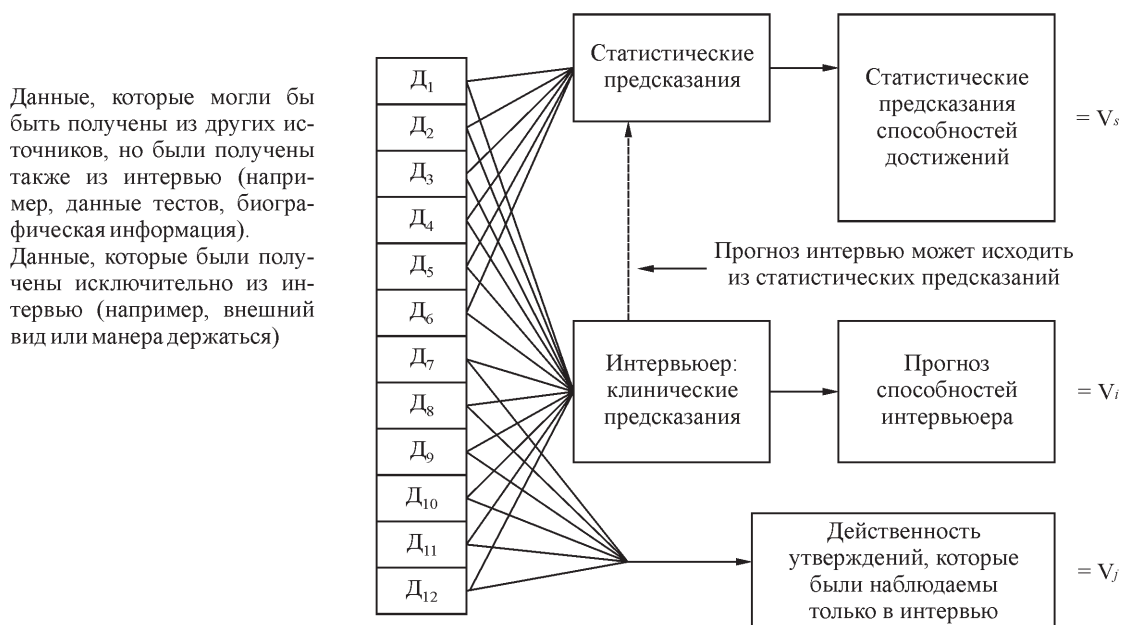 Данные, которые могли бы
быть получены из других ис-
точников, но были получены
также из интервью (напри-
мер, данные тестов, биогра-
фическая информация).
Данные, которые были полу-
чены исключительно из ин-
тервью (например, внешний
вид или манера держаться)
Д1
Д2
Д3
Д4
Д5
Д6
Д7
Д8
Д9
Д10
Д11
Д12
Статистические
предсказания
Статистические
предсказания
способностей
достижений
= Vs
Прогноз интервью может исходить
из статистических предсказаний
Интервьюер:
клинические
предсказания
Прогноз
способностей
интервьюера
= Vi
Действенность
утверждений, которые
были наблюдаемы
только в интервью
= Vj